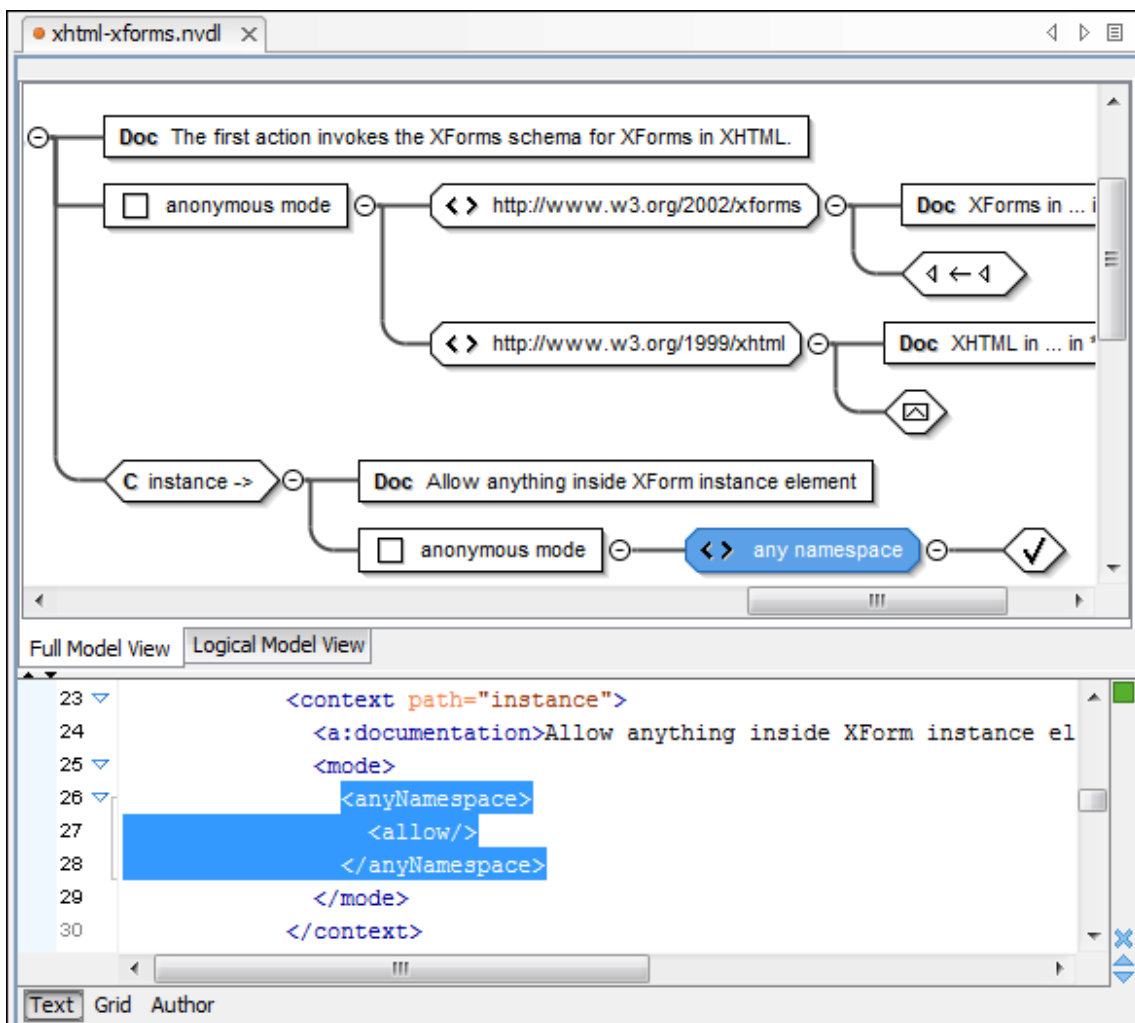 xhtml-xforms.nvdl
Doc The first action invokes the XForms schema for XForms in XHTML.
anonymous mode
http://www.w3.org/2002/xforms
Doc XForms in ... i
http://www.w3.org/1999/xhtml
Doc XHTML in ... in *
C instance ->
Doc Allow anything inside XForm instance element
anonymous mode
any namespace
Full Model View Logical Model View
23 <context path="instance">
24 <a:documentation>Allow anything inside XForm instance el
25 <mode>
26 <anyNamespace>
27 <allow/>
28 </anyNamespace>
29 </mode>
30 </context>
Text Grid Author